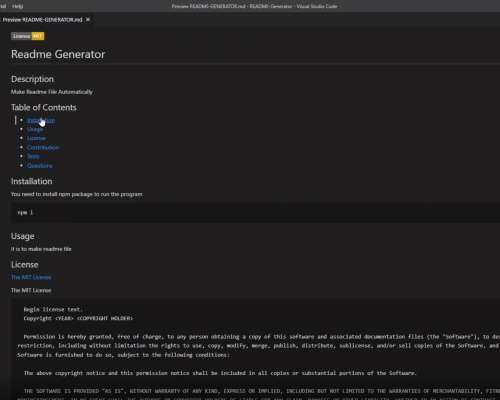 nal Help Preview README-GENERATOR.md - README-Generator - Visual Studio Code
Preview README-GENERATOR.md ×
License MIT
Readme Generator
Description
Make Readme File Automatically
Table of Contents
Installation
Usage
License
Contribution
Tests
Questions
Installation
You need to install npm package to run the program
npm i
Usage
It is to make readme file
License
The MIT License
The MIT License
Begin license text.
Copyright <YEAR> <COPYRIGHT HOLDER>
Permission is hereby granted, free of charge, to any person obtaining a copy of this software and associated documentation files (the "Software"), to dea
restriction, including without limitation the rights to use, copy, modify, merge, publish, distribute, sublicense, and/or sell copies of the Software, and
Software is furnished to do so, subject to the following conditions:
The above copyright notice and this permission notice shall be included in all copies or substantial portions of the Software.
THE SOFTWARE IS PROVIDED "AS IS", WITHOUT WARRANTY OF ANY KIND, EXPRESS OR IMPLIED, INCLUDING BUT NOT LIMITED TO THE WARRANTIES OF MERCHANTABILITY, FITN